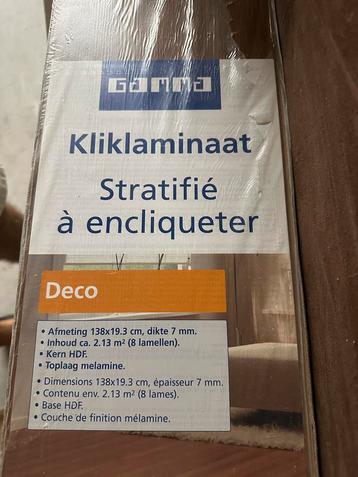 GAMMA
Kliklaminaat
Stratifié
à encliqueter
Deco
• Afmeting 138x19.3 cm, dikte 7 mm.
• Inhoud ca. 2.13 m² (8 lamellen).
• Kern HDF.
• Toplaag melamine.
• Dimensions 138x19.3 cm, épaisseur 7 mm.
• Contenu env. 2.13 m² (8 lames).
• Base HDF.
• Couche de finition mélamine.